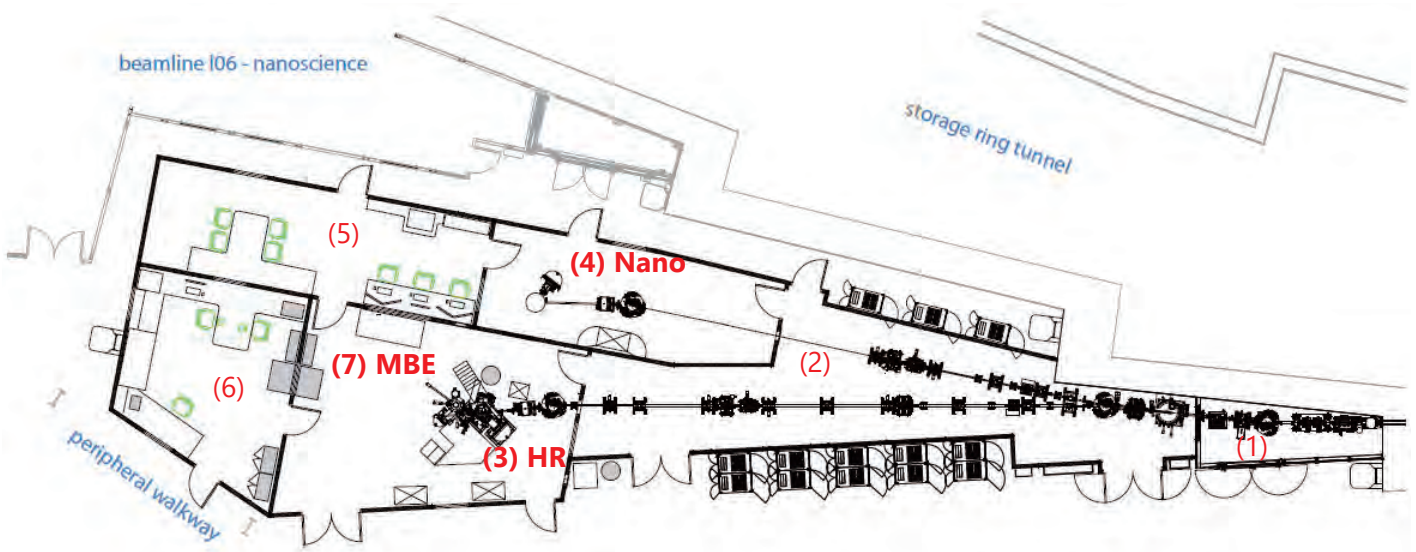 beamline I06 - nanoscience
storage ring tunnel
(5)
(4) Nano
(7) MBE
(2)
(6)
(3) HR
(1)
peripheral walkway